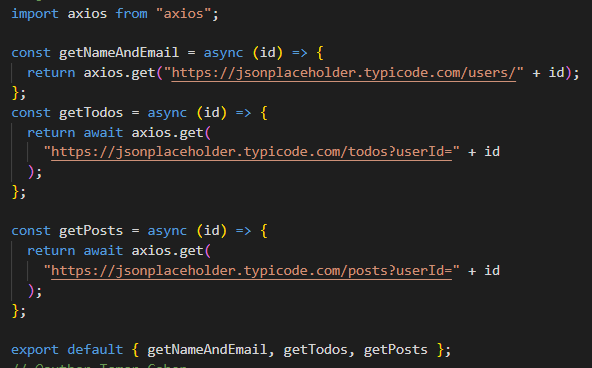 import axios from "axios";
const getNameAndEmail = async (id) => {
return axios.get("https://jsonplaceholder.typicode.com/users/" + id);
};
const getTodos = async (id) => {
return await axios.get(
"https://jsonplaceholder.typicode.com/todos?userId=" + id
);
};
const getPosts = async (id) => {
return await axios.get(
"https://jsonplaceholder.typicode.com/posts?userId=" + id
);
};
export default { getNameAndEmail, getTodos, getPosts };